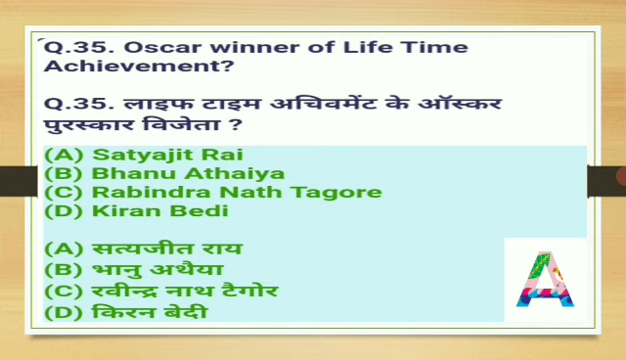 Q.35. Oscar winner of Life Time
Achievement?
Q.35. लाइफ टाइम अचिवमेंट के ऑस्कर
पुरस्कार विजेता ?
(A) Satyajit Rai
(B) Bhanu Athaiya
(C) Rabindra Nath Tagore
(D) Kiran Bedi
(A) सत्यजीत राय
(B) भानु अथैया
(C) रवीन्द्र नाथ टैगोर
(D) किरन बेदी
A